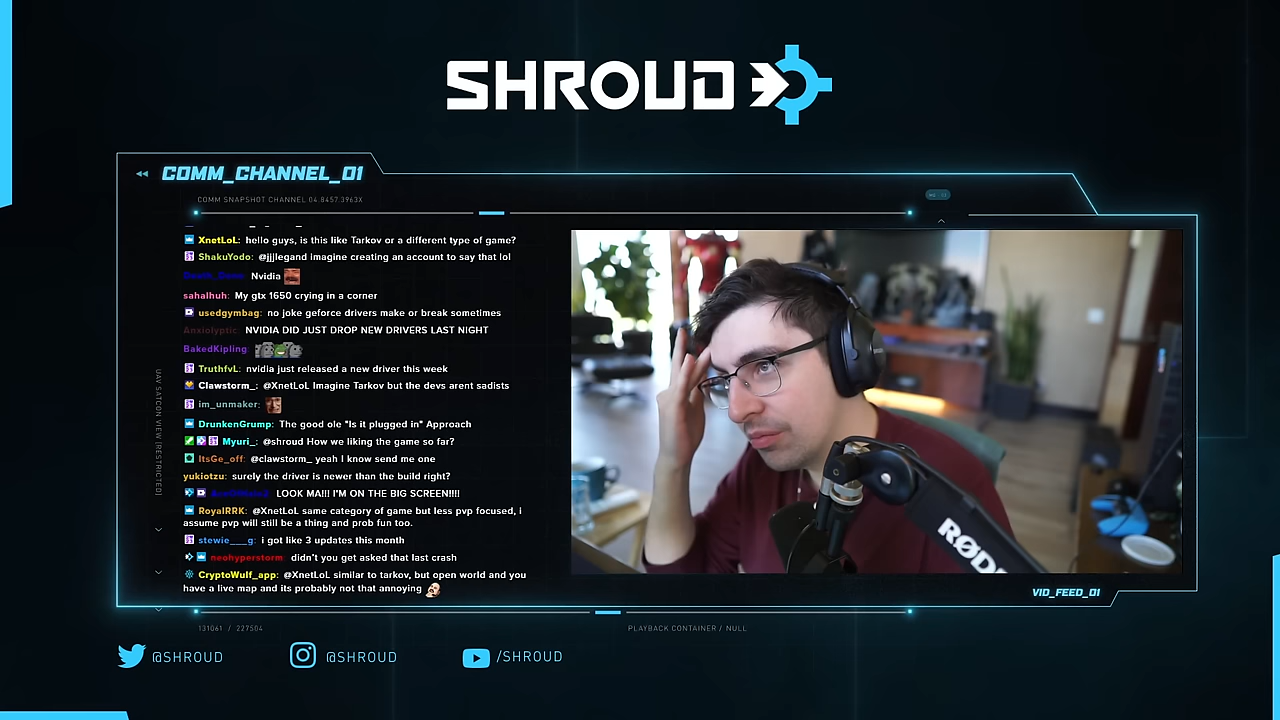 SHROUD
COMM_CHANNEL_01
COMM SNAPSHOT CHANNEL 04.8457.3963X
XnetLoL: hello guys, is this like Tarkov or a different type of game?
ShakuYodo: @jjjlegand imagine creating an account to say that lol
Nvidia
sahalhuh: My gtx 1650 crying in a corner
usedgymbag: no joke geforce drivers make or break sometimes
Anxiolyptic: NVIDIA DID JUST DROP NEW DRIVERS LAST NIGHT
BakedKipling:
TruthfvL: nvidia just released a new driver this week
Clawstorm_: @XnetLoL Imagine Tarkov but the devs arent sadists
im_unmaker:
DrunkenGrump: The good ole "Is it plugged in" Approach
Myuri_: @shroud How we liking the game so far?
ItsGe_off: @clawstorm_ yeah I know send me one
yukiotzu: surely the driver is newer than the build right?
LOOK MA!!! I'M ON THE BIG SCREEN!!!!
RoyalRRK: @XnetLoL same category of game but less pvp focused, i
assume pvp will still be a thing and prob fun too.
stewie___g: i got like 3 updates this month
neohyperstorm: didn't you get asked that last crash
CryptoWulf_app: @XnetLoL similar to tarkov, but open world and you
have a live map and its probably not that annoying
UAV SATCON VIEW [RESTRICTED]
RØDE
VID_FEED_01
131061 / 227504
PLAYBACK CONTAINER / NULL
@SHROUD
@SHROUD
/SHROUD